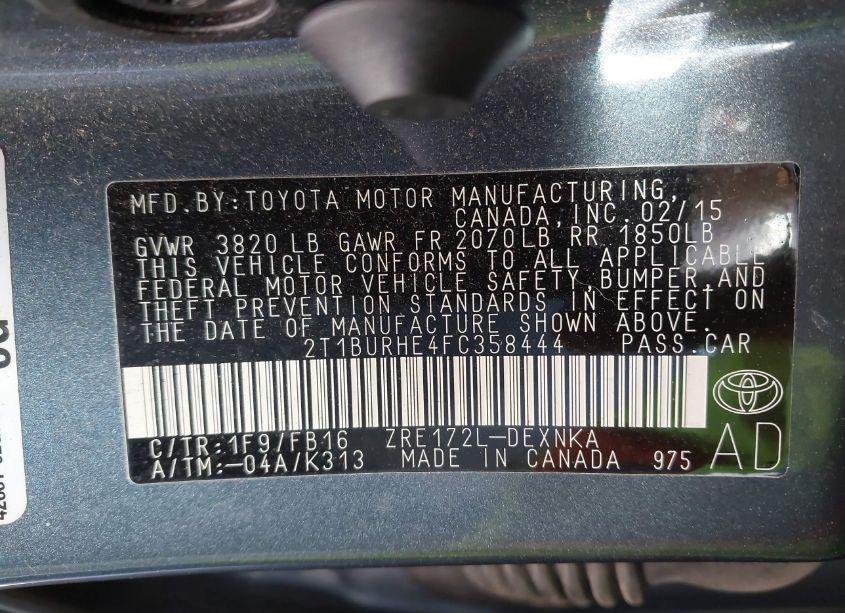 MFD.BY:TOYOTA MOTOR MANUFACTURING,
CANADA,INC. 02/15
GVWR 3820 LB GAWR FR 2070LB RR 1850LB
THIS VEHICLE CONFORMS TO ALL APPLICABLE
FEDERAL MOTOR VEHICLE SAFETY,BUMPER,AND
THEFT PREVENTION STANDARDS IN EFFECT ON
THE DATE OF MANUFACTURE SHOWN ABOVE.
2T1BURHE4FC358444 PASS.CAR
C/TR:1F9/FB16 ZRE172L-DEXNKA
A/TM:-04A/K313 MADE IN CANADA 975
AD